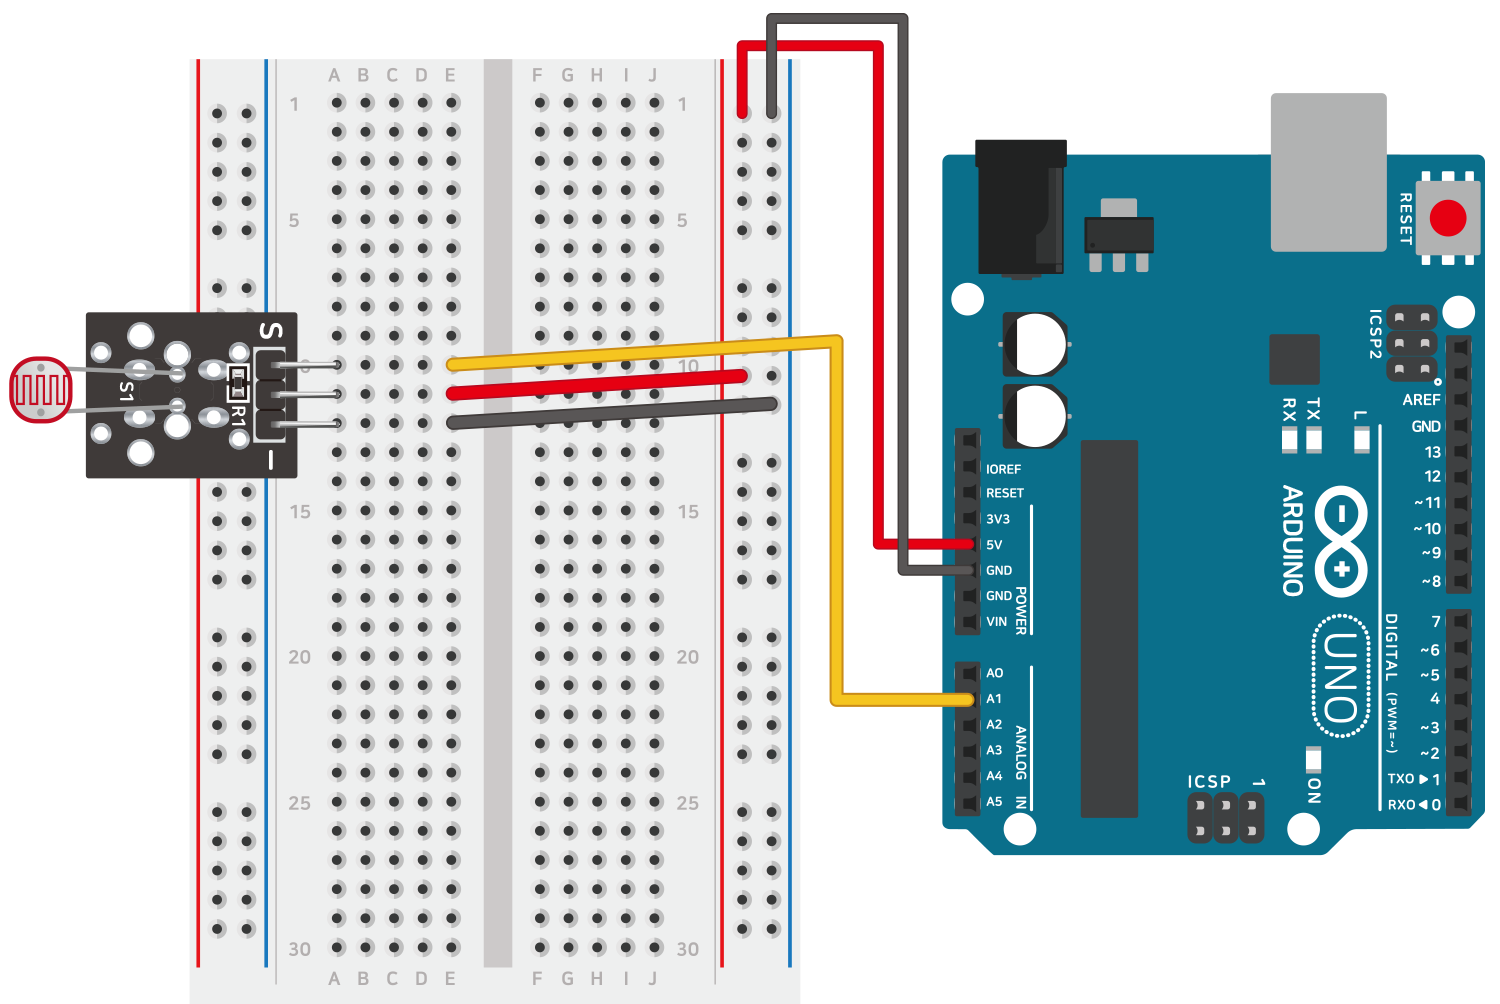 A B C D E F G H I J
1 1
5 5
10
15 15
20 20
25 25
30 30
A B C D E F G H I J
S
S1
R1
–
RESET
ICSP2
AREF
GND
13
12
~11
~10
~9
~8
7
~6
~5
4
~3
~2
TX0 ▶ 1
RX0 ◀ 0
DIGITAL (PWM=~)
RX
TX
L
ARDUINO
UNO
IOREF
RESET
3V3
5V
GND
GND
VIN
POWER
A0
A1
A2
A3
A4
A5
ANALOG IN
ICSP 1
ON